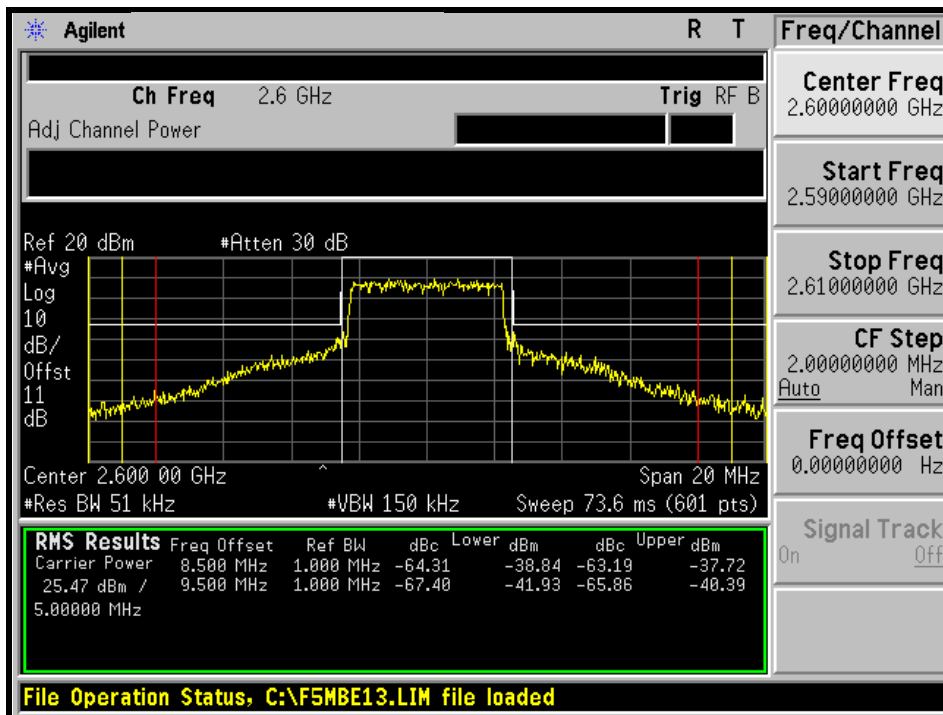 Agilent R T Freq/Channel
Ch Freq 2.6 GHz Trig RF B
Adj Channel Power
Center Freq
2.60000000 GHz
Start Freq
2.59000000 GHz
Stop Freq
2.61000000 GHz
CF Step
2.00000000 MHz
Auto Man
Freq Offset
0.00000000 Hz
Signal Track
On Off
Ref 20 dBm #Atten 30 dB
#Avg
Log
10
dB/
Offst
11
dB
Center 2.600 00 GHz ^ Span 20 MHz
#Res BW 51 kHz #VBW 150 kHz Sweep 73.6 ms (601 pts)
RMS Results Freq Offset Ref BW dBc Lower dBm dBc Upper dBm
Carrier Power 8.500 MHz 1.000 MHz -64.31 -38.84 -63.19 -37.72
25.47 dBm / 9.500 MHz 1.000 MHz -67.40 -41.93 -65.86 -40.39
5.00000 MHz
File Operation Status, C:\F5MBE13.LIM file loaded